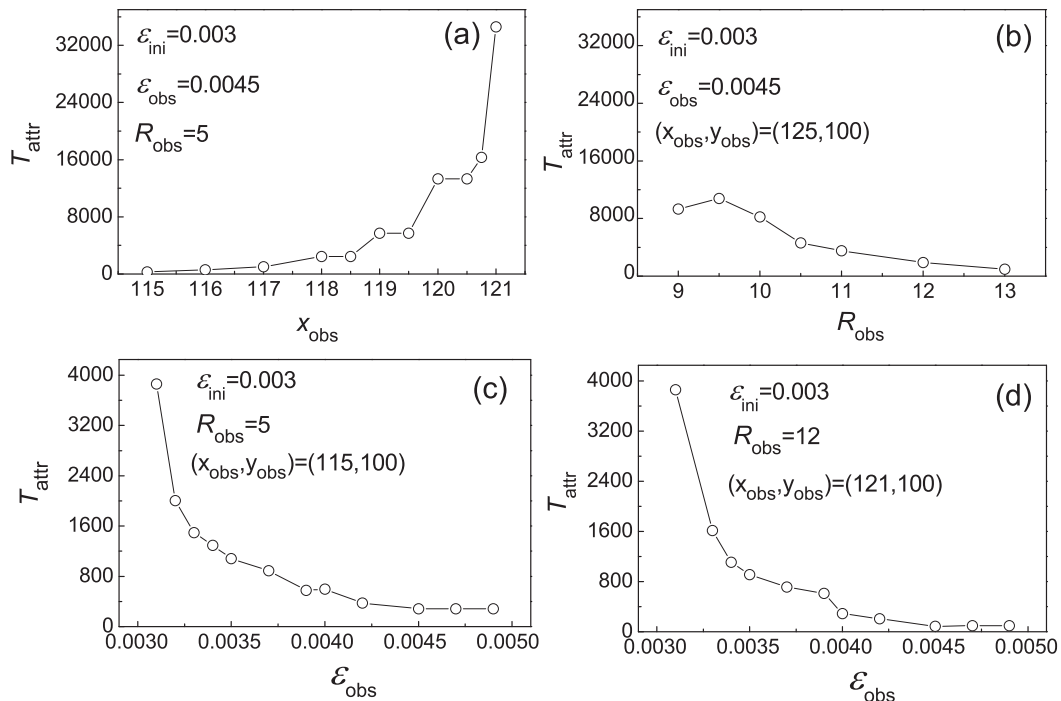 (a)
ε_ini=0.003
ε_obs=0.0045
R_obs=5
T_attr
32000
24000
16000
8000
0
115 116 117 118 119 120 121
x_obs
(b)
ε_ini=0.003
ε_obs=0.0045
(x_obs,y_obs)=(125,100)
T_attr
32000
24000
16000
8000
0
9 10 11 12 13
R_obs
(c)
ε_ini=0.003
R_obs=5
(x_obs,y_obs)=(115,100)
T_attr
4000
3200
2400
1600
800
0
0.0030 0.0035 0.0040 0.0045 0.0050
ε_obs
(d)
ε_ini=0.003
R_obs=12
(x_obs,y_obs)=(121,100)
T_attr
4000
3200
2400
1600
800
0
0.0030 0.0035 0.0040 0.0045 0.0050
ε_obs